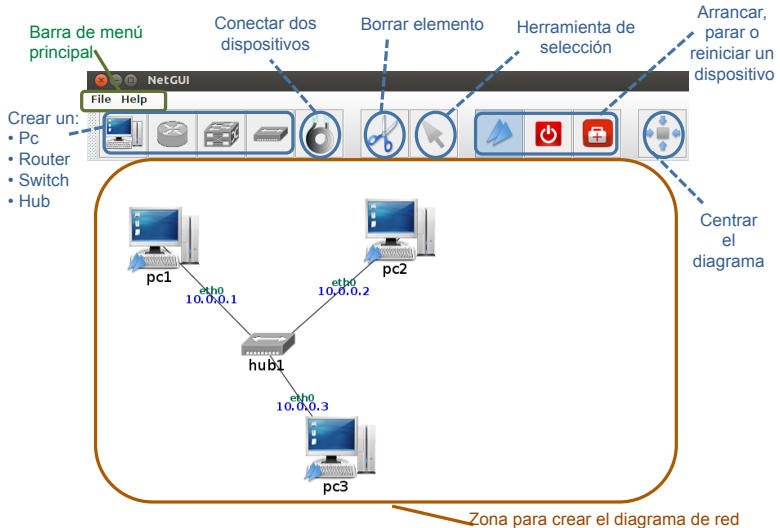 Barra de menú
principal
Conectar dos
dispositivos
Borrar elemento
Herramienta de
selección
Arrancar,
parar o
reiniciar un
dispositivo
NetGUI
File Help
Crear un:
• Pc
• Router
• Switch
• Hub
Centrar
el
diagrama
pc1
pc2
eth0
10.0.0.1
eth0
10.0.0.2
hub1
eth0
10.0.0.3
pc3
Zona para crear el diagrama de red